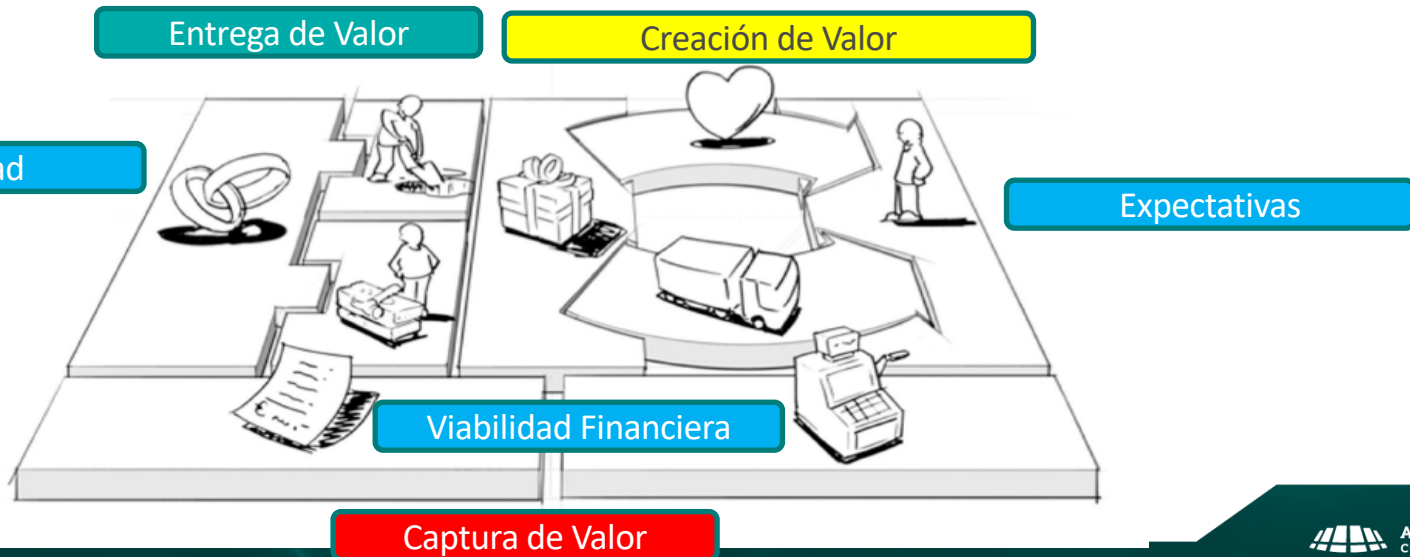 Entrega de Valor
Creación de Valor
Expectativas
Viabilidad Financiera
Captura de Valor